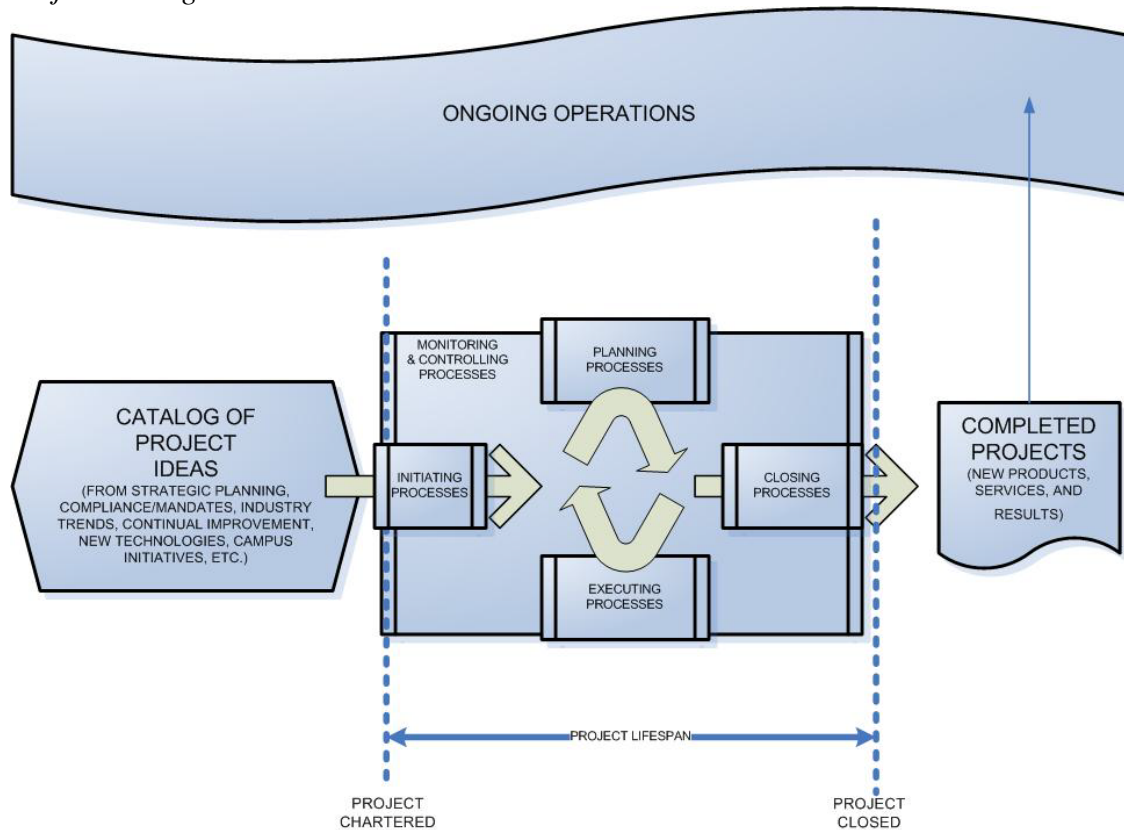 ONGOING OPERATIONS
MONITORING
& CONTROLLING
PROCESSES
PLANNING
PROCESSES
CATALOG OF
PROJECT
IDEAS
(FROM STRATEGIC PLANNING,
COMPLIANCE/MANDATES, INDUSTRY
TRENDS, CONTINUAL IMPROVEMENT,
NEW TECHNOLOGIES, CAMPUS
INITIATIVES, ETC.)
INITIATING
PROCESSES
CLOSING
PROCESSES
COMPLETED
PROJECTS
(NEW PRODUCTS,
SERVICES, AND
RESULTS)
EXECUTING
PROCESSES
PROJECT LIFESPAN
PROJECT
CHARTERED
PROJECT
CLOSED